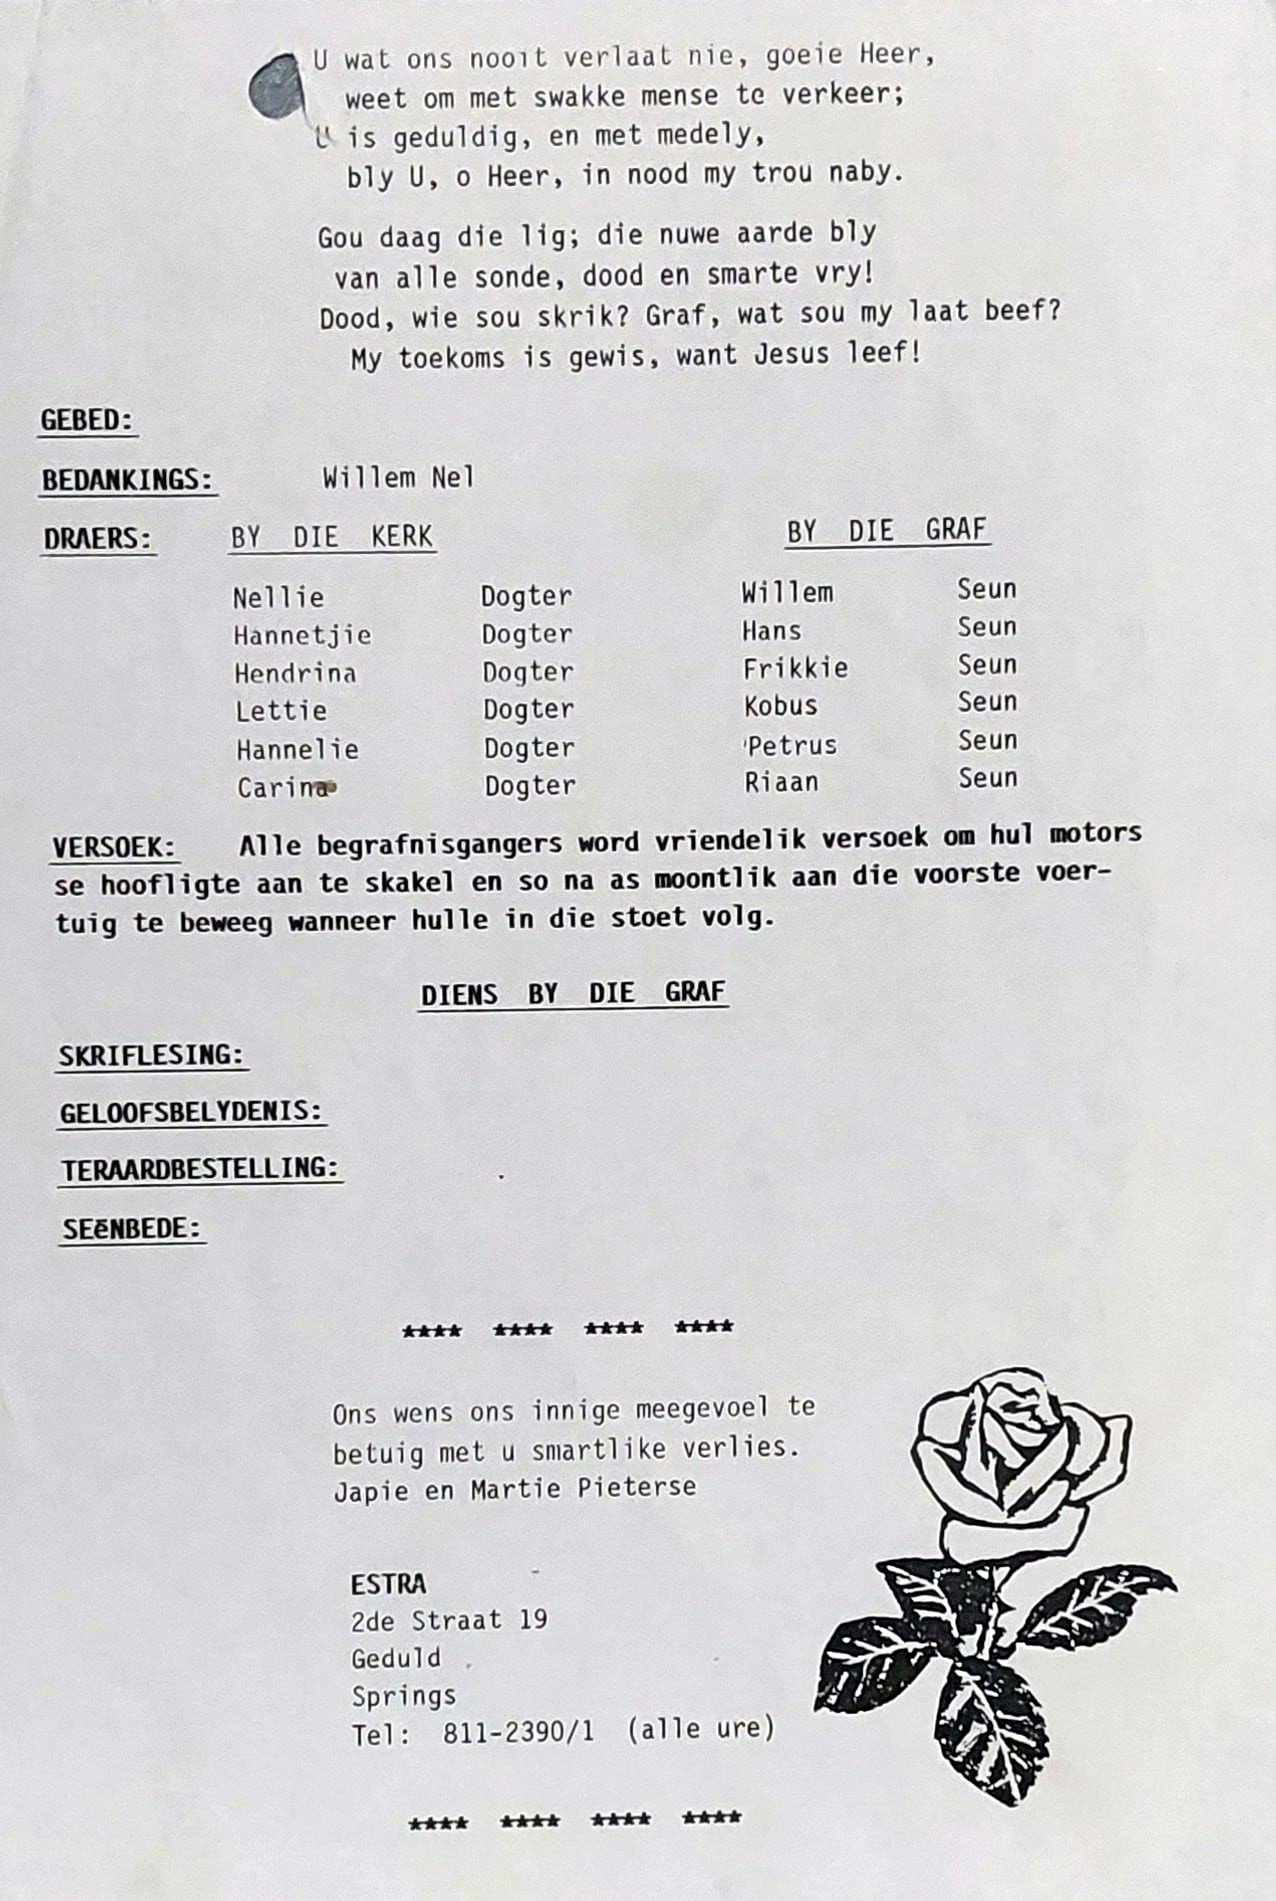 U wat ons nooit verlaat nie, goeie Heer,
weet om met swakke mense te verkeer;
U is geduldig, en met medely,
bly U, o Heer, in nood my trou naby.
Gou daag die lig; die nuwe aarde bly
van alle sonde, dood en smarte vry!
Dood, wie sou skrik? Graf, wat sou my laat beef?
My toekoms is gewis, want Jesus leef!
GEBED:
BEDANKINGS: Willem Nel
DRAERS: BY DIE KERK BY DIE GRAF
Nellie Dogter Willem Seun
Hannetjie Dogter Hans Seun
Hendrina Dogter Frikkie Seun
Lettie Dogter Kobus Seun
Hannelie Dogter Petrus Seun
Carina Dogter Riaan Seun
VERSOEK: Alle begrafnisgangers word vriendelik versoek om hul motors
se hoofligte aan te skakel en so na as moontlik aan die voorste voer-
tuig te beweeg wanneer hulle in die stoet volg.
DIENS BY DIE GRAF
SKRIFLESING:
GELOOFSBELYDENIS:
TERAARDBESTELLING:
SEëNBEDE:
**** **** **** ****
Ons wens ons innige meegevoel te
betuig met u smartlike verlies.
Japie en Martie Pieterse
ESTRA
2de Straat 19
Geduld
Springs
Tel: 811-2390/1 (alle ure)
**** **** **** ****